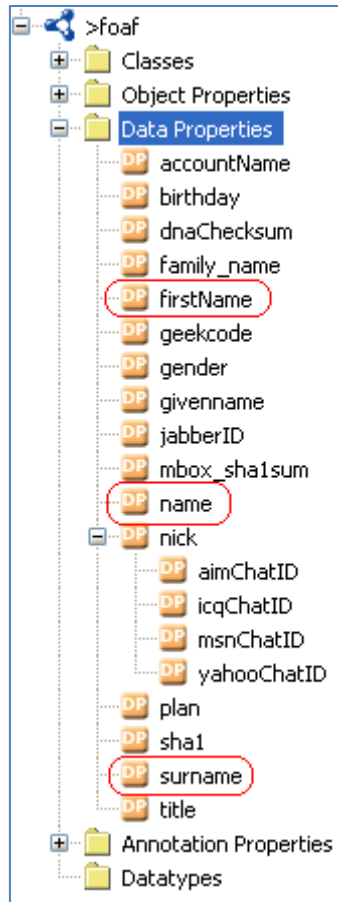 >foaf
Classes
Object Properties
Data Properties
DP accountName
DP birthday
DP dnaChecksum
DP family_name
DP firstName
DP geekcode
DP gender
DP givenname
DP jabberID
DP mbox_sha1sum
DP name
DP nick
DP aimChatID
DP icqChatID
DP msnChatID
DP yahooChatID
DP plan
DP sha1
DP surname
DP title
Annotation Properties
Datatypes